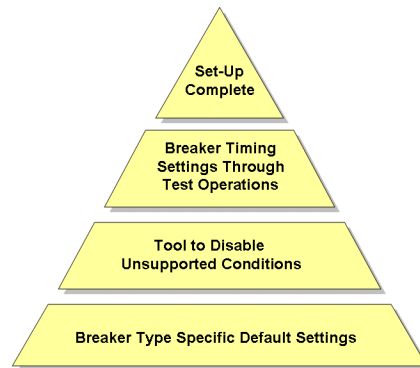 Set-Up
Complete
Breaker Timing
Settings Through
Test Operations
Tool to Disable
Unsupported Conditions
Breaker Type Specific Default Settings